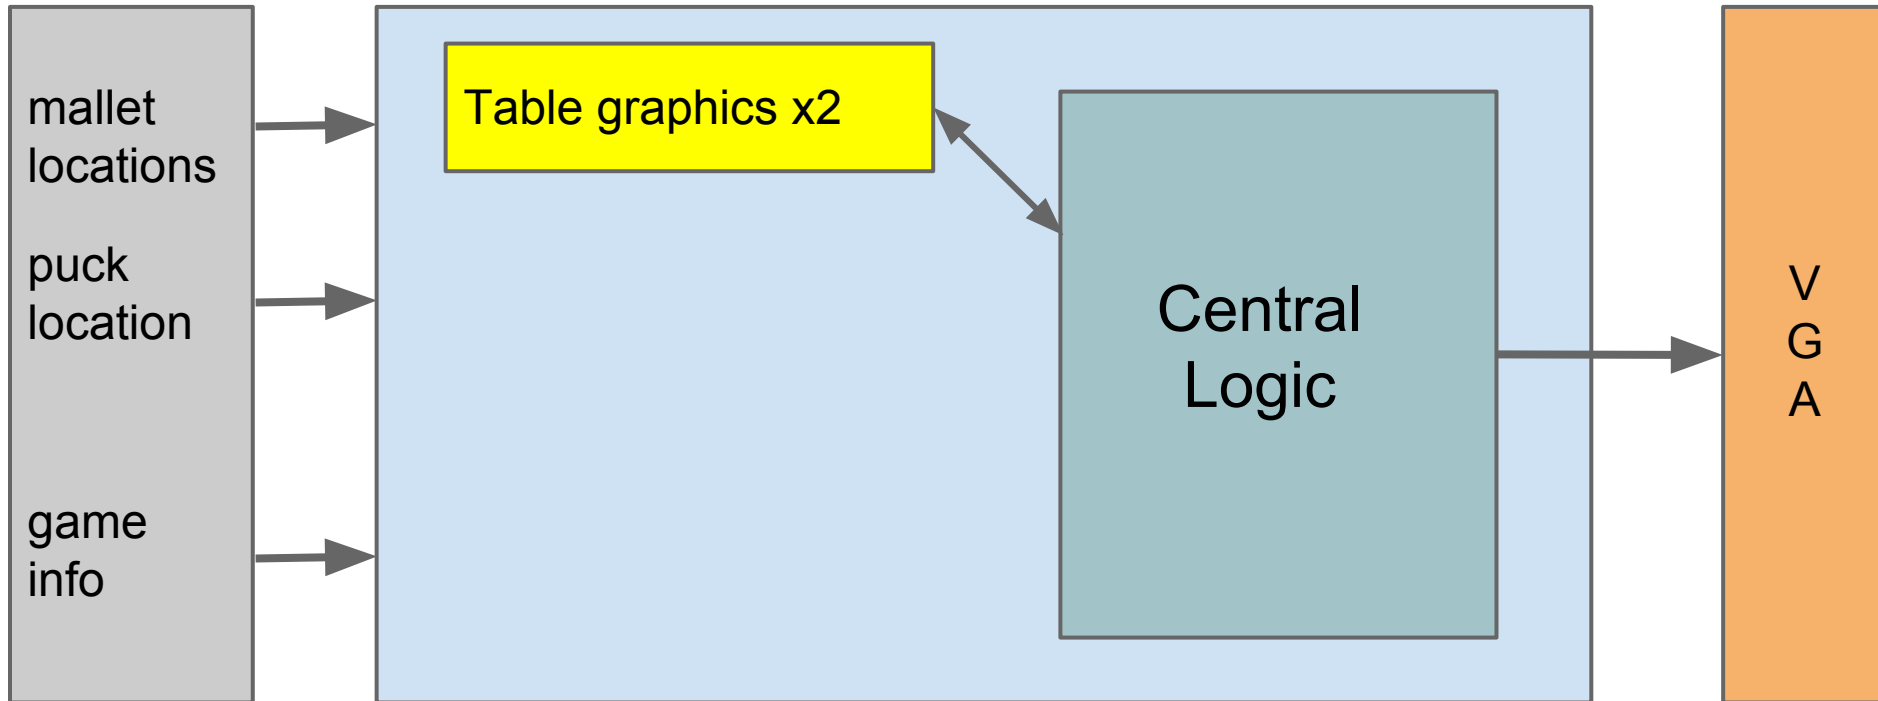 mallet
locations
puck
location
game
info
Table graphics x2
Central
Logic
V
G
A